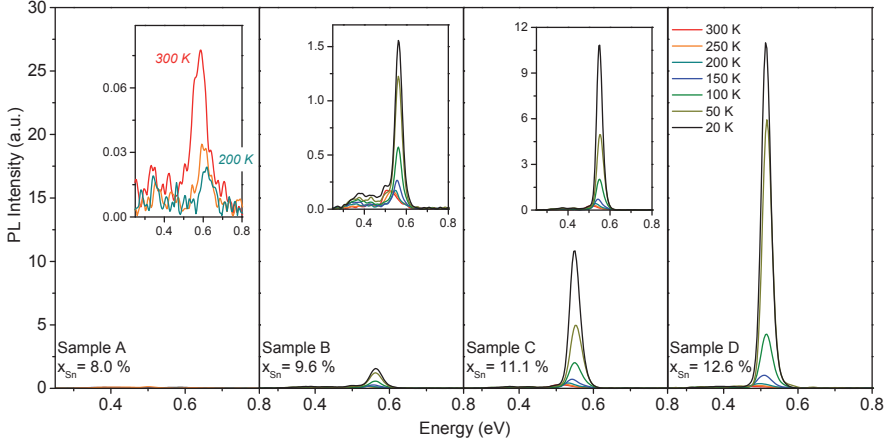 PL Intensity (a.u.)
30
25
20
15
10
5
0
0.06
0.03
0.00
0.4 0.6 0.8
300 K
200 K
Sample A
xSn= 8.0 %
0.4 0.6 0.8
1.5
1.0
0.5
0.0
0.4 0.6 0.8
Sample B
xSn= 9.6 %
0.4 0.6 0.8
12
9
6
3
0
0.4 0.6 0.8
Sample C
xSn= 11.1 %
0.4 0.6 0.8
300 K
250 K
200 K
150 K
100 K
50 K
20 K
Sample D
xSn= 12.6 %
0.4 0.6 0.8
Energy (eV)